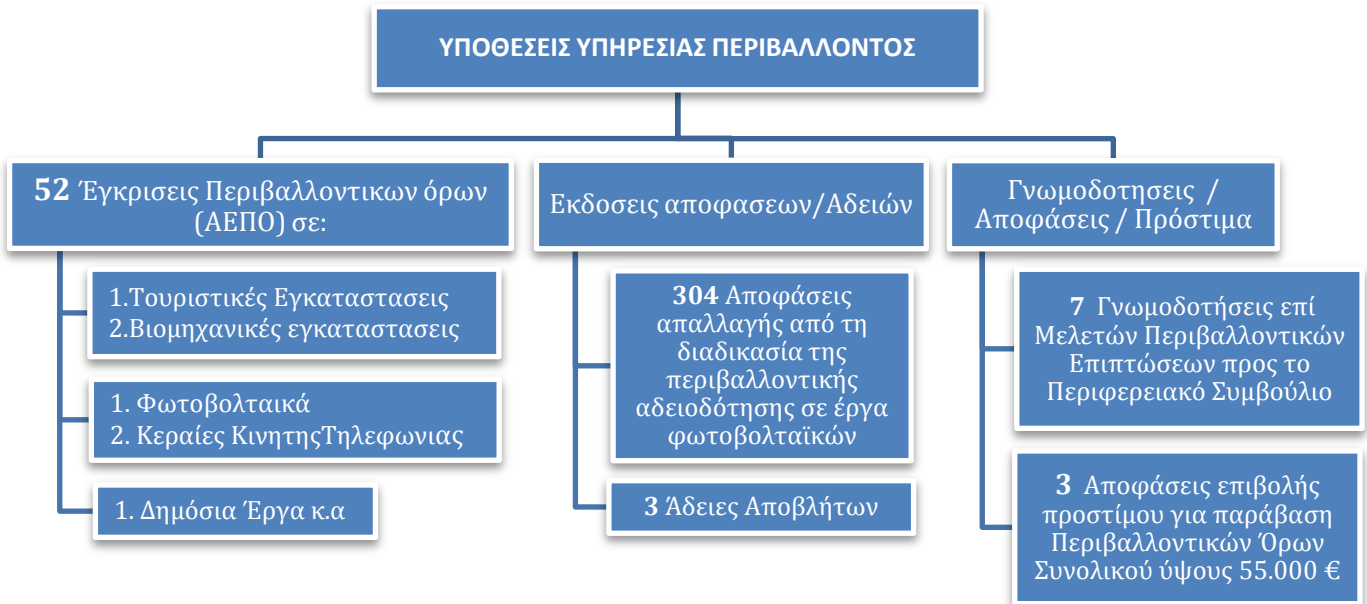 ΥΠΟΘΕΣΕΙΣ ΥΠΗΡΕΣΙΑΣ ΠΕΡΙΒΑΛΛΟΝΤΟΣ
52 Έγκρισεις Περιβαλλοντικων όρων
(ΑΕΠΟ) σε:
1.Τουριστικές Εγκαταστασεις
2.Βιομηχανικές εγκαταστασεις
1. Φωτοβολταικά
2. Κεραίες ΚινητηςΤηλεφωνιας
1. Δημόσια Έργα κ.α
Εκδοσεις αποφασεων/Αδειών
304 Αποφάσεις
απαλλαγής από τη
διαδικασία της
περιβαλλοντικής
αδειοδότησης σε έργα
φωτοβολταϊκών
3 Άδειες Αποβλήτων
Γνωμοδοτησεις /
Αποφάσεις / Πρόστιμα
7 Γνωμοδοτήσεις επί
Μελετών Περιβαλλοντικών
Επιπτώσεων προς το
Περιφερειακό Συμβούλιο
3 Αποφάσεις επιβολής
προστίμου για παράβαση
Περιβαλλοντικών Όρων
Συνολικού ύψους 55.000 €